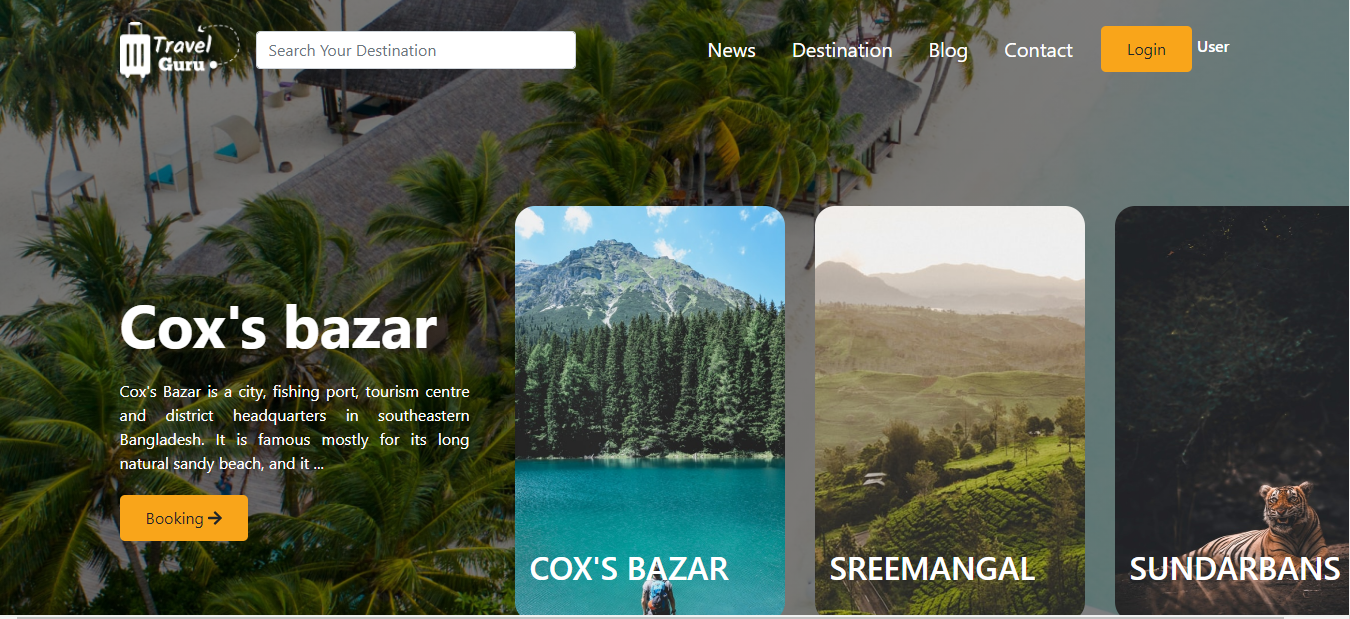 Travel
Guru
Search Your Destination
News
Destination
Blog
Contact
Login
User
Cox's bazar
Cox's Bazar is a city, fishing port, tourism centre
and district headquarters in southeastern
Bangladesh. It is famous mostly for its long
natural sandy beach, and it ...
Booking
COX'S BAZAR
SREEMANGAL
SUNDARBANS